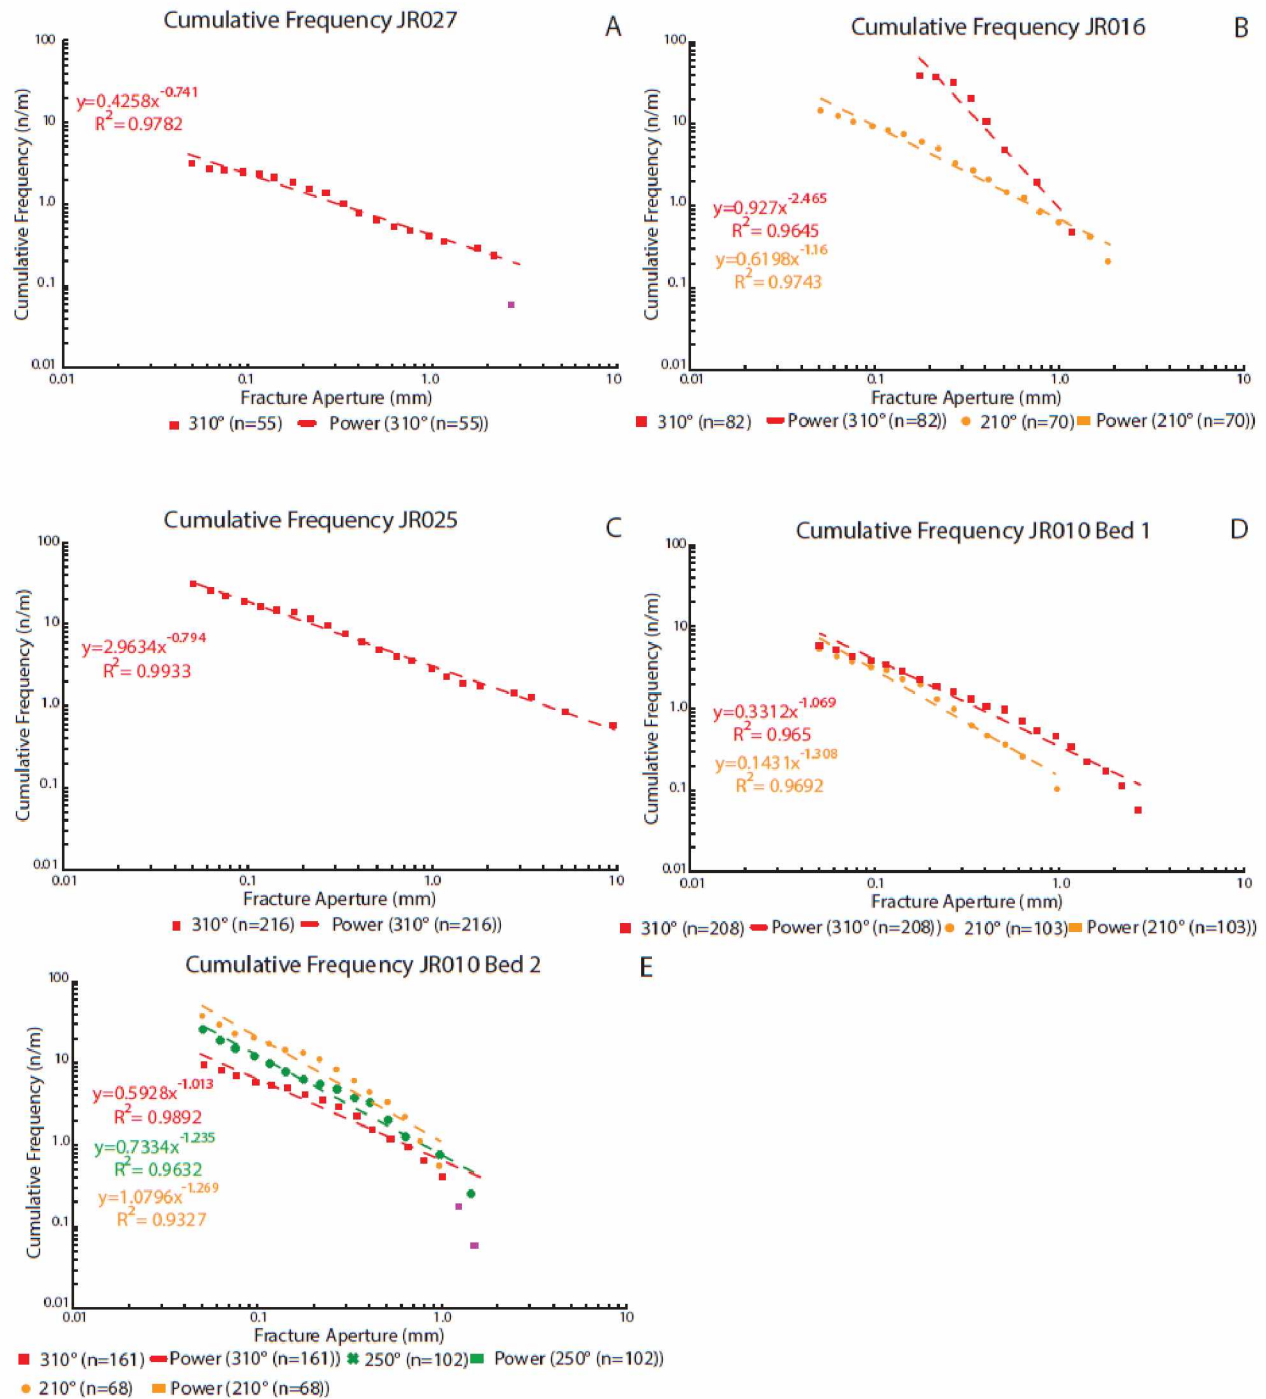 Cumulative Frequency JR027
A
Cumulative Frequency (n/m)
100
10
1.0
0.1
0.01
y=0.4258x^-0.741
R²=0.9782
0.01 0.1 1.0 10
Fracture Aperture (mm)
310° (n=55) Power (310° (n=55))
Cumulative Frequency JR016
B
Cumulative Frequency (n/m)
100
10
1.0
0.1
0.01
y=0.927x^-2.465
R²= 0.9645
y=0.6198x^-1.16
R²= 0.9743
0.01 0.1 1.0 10
Fracture Aperture (mm)
310° (n=82) Power (310° (n=82)) 210° (n=70) Power (210° (n=70))
Cumulative Frequency JR025
C
Cumulative Frequency (n/m)
100
10
1.0
0.1
0.01
y=2.9634x^-0.794
R²= 0.9933
0.01 0.1 1.0 10
Fracture Aperture (mm)
310° (n=216) Power (310° (n=216))
Cumulative Frequency JR010 Bed 1
D
Cumulative Frequency (n/m)
100
10
1.0
0.1
0.01
y=0.3312x^-1.069
R²= 0.965
y=0.1431x^-1.308
R²= 0.9692
0.01 0.1 1.0 10
Fracture Aperture (mm)
310° (n=208) Power (310° (n=208)) 210° (n=103) Power (210° (n=103))
Cumulative Frequency JR010 Bed 2
E
Cumulative Frequency (n/m)
100
10
1.0
0.1
0.01
y=0.5928x^-1.013
R²= 0.9892
y=0.7334x^-1.235
R²= 0.9632
y=1.0796x^-1.269
R²= 0.9327
0.01 0.1 1.0 10
Fracture Aperture (mm)
310° (n=161) Power (310° (n=161)) 250° (n=102) Power (250° (n=102))
210° (n=68) Power (210° (n=68))